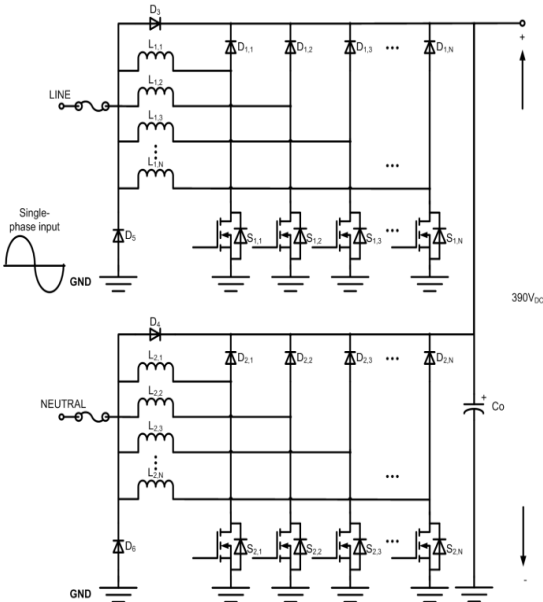 D3
D1,1 D1,2 D1,3 ... D1,N
+
L1,1
LINE
L1,2
L1,3
L1,N
...
Single-
phase input
D5
S1,1 S1,2 S1,3 ... S1,N
GND
390VDC
D4
L2,1
D2,1 D2,2 D2,3 ... D2,N
NEUTRAL
L2,2
+
Co
L2,3
L2,N
...
D6
S2,1 S2,2 S2,3 ... S2,N
-
GND